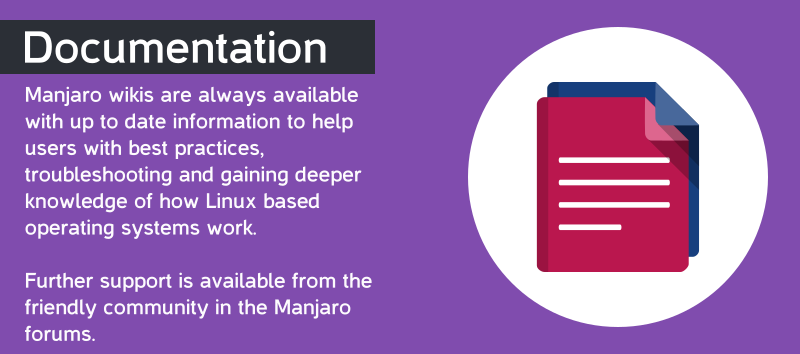 Documentation
Manjaro wikis are always available
with up to date information to help
users with best practices,
troubleshooting and gaining deeper
knowledge of how Linux based
operating systems work.
Further support is available from the
friendly community in the Manjaro
forums.